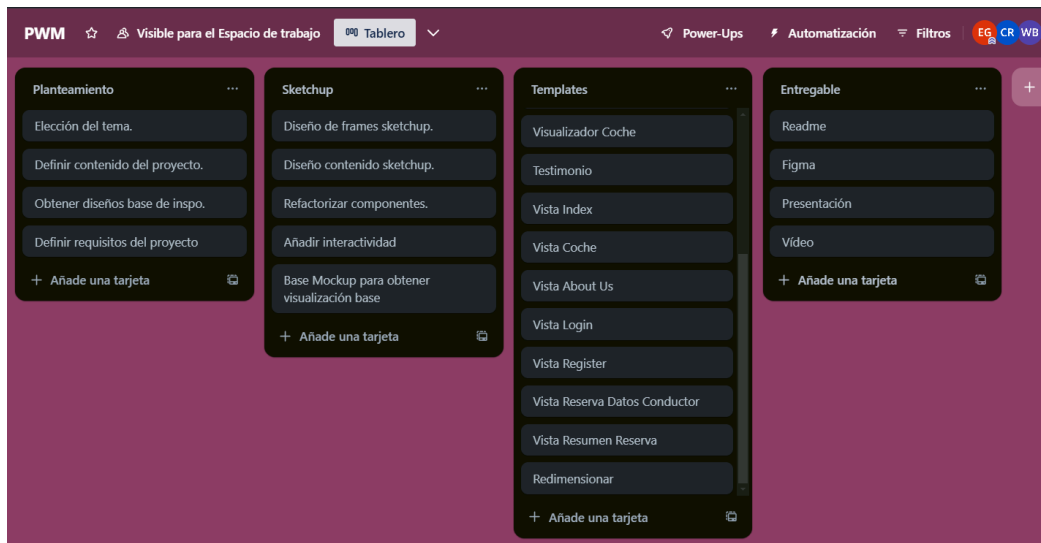 PWM
Visible para el Espacio de trabajo
Tablero
Power-Ups
Automatización
Filtros
EG
CR
WB
Planteamiento
Elección del tema.
Definir contenido del proyecto.
Obtener diseños base de inspo.
Definir requisitos del proyecto
+ Añade una tarjeta
Sketchup
Diseño de frames sketchup.
Diseño contenido sketchup.
Refactorizar componentes.
Añadir interactividad
Base Mockup para obtener
visualización base
+ Añade una tarjeta
Templates
Visualizador Coche
Testimonio
Vista Index
Vista Coche
Vista About Us
Vista Login
Vista Register
Vista Reserva Datos Conductor
Vista Resumen Reserva
Redimensionar
+ Añade una tarjeta
Entregable
Readme
Figma
Presentación
Vídeo
+ Añade una tarjeta